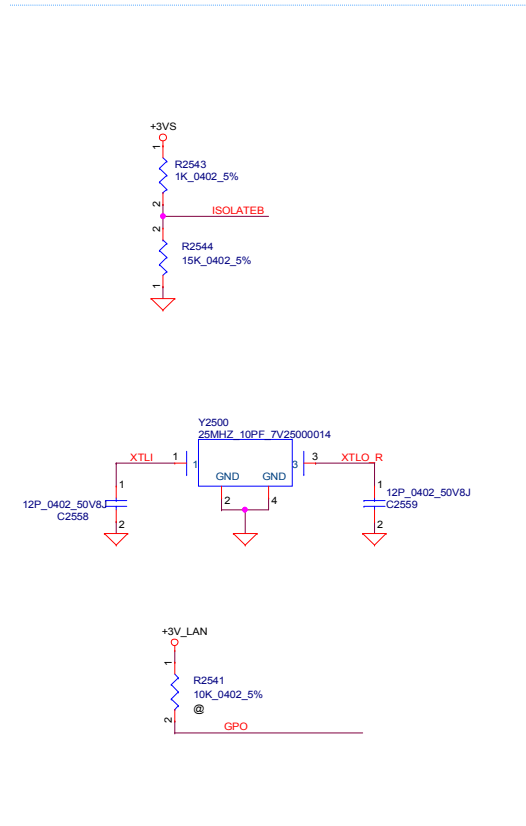 +3VS
1
R2543
1K_0402_5%
2
ISOLATEB
2
R2544
15K_0402_5%
1
Y2500
25MHZ_10PF_7V25000014
XTLI 1 1 3 3 XTLO_R
GND GND
1 2 4 1
12P_0402_50V8J 12P_0402_50V8J
C2558 C2559
2 2
+3V_LAN
1
R2541
10K_0402_5%
@
2
GPO